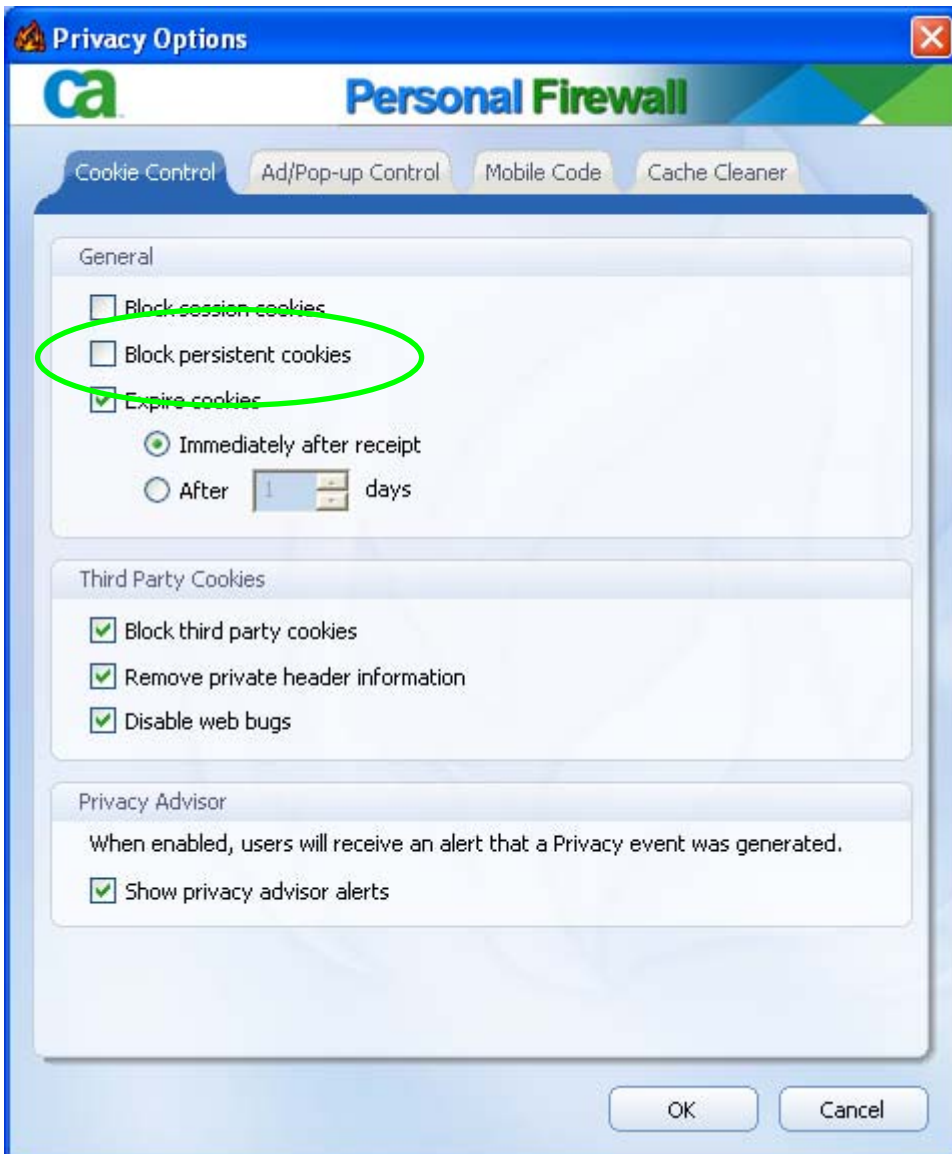 Privacy Options
ca
Personal Firewall
Cookie Control Ad/Pop-up Control Mobile Code Cache Cleaner
General
Block session cookies
Block persistent cookies
Expire cookies
Immediately after receipt
After 1 days
Third Party Cookies
Block third party cookies
Remove private header information
Disable web bugs
Privacy Advisor
When enabled, users will receive an alert that a Privacy event was generated.
Show privacy advisor alerts
OK Cancel